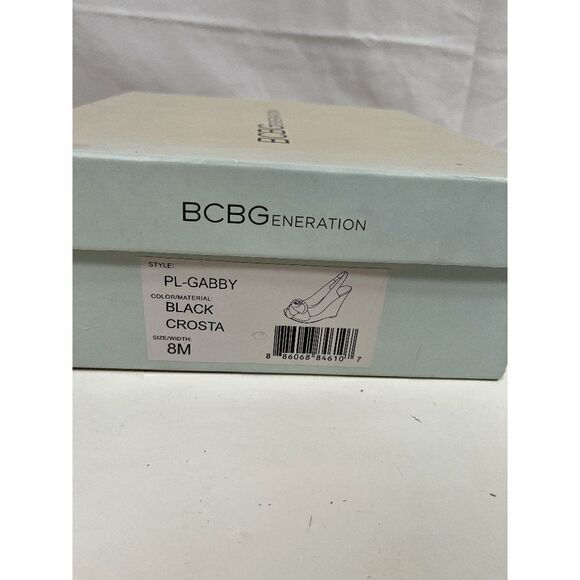 BCBGENERATION
BCBGENERATION
STYLE:
PL-GABBY
COLOR/MATERIAL:
BLACK
CROSTA
SIZE/WIDTH:
8M
8 86068 84610 7